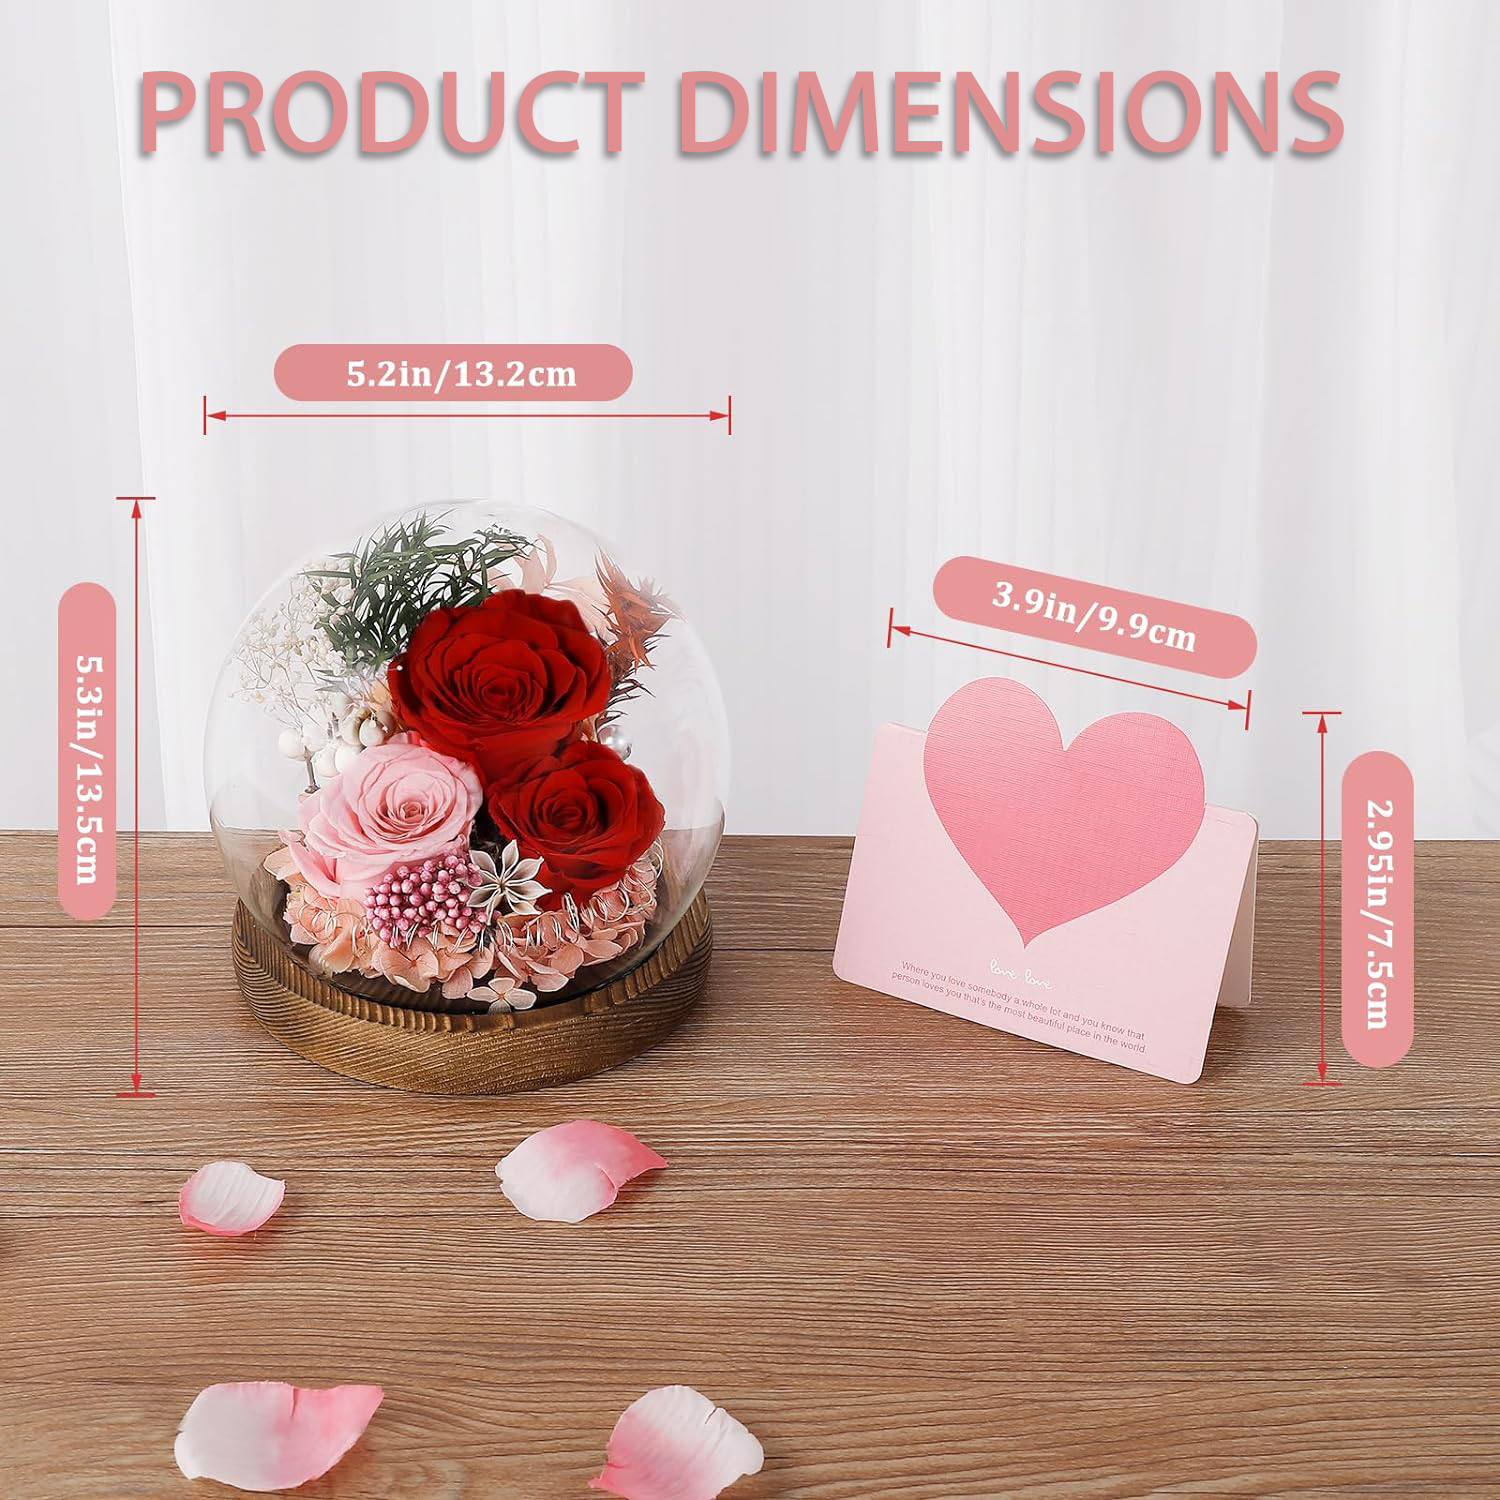 PRODUCT DIMENSIONS
5.2in/13.2cm
5.3in/13.5cm
3.9in/9.9cm
2.95in/7.5cm
love love
Where you love somebody a whole lot and you know that
person loves you that's the most beautiful place in the world